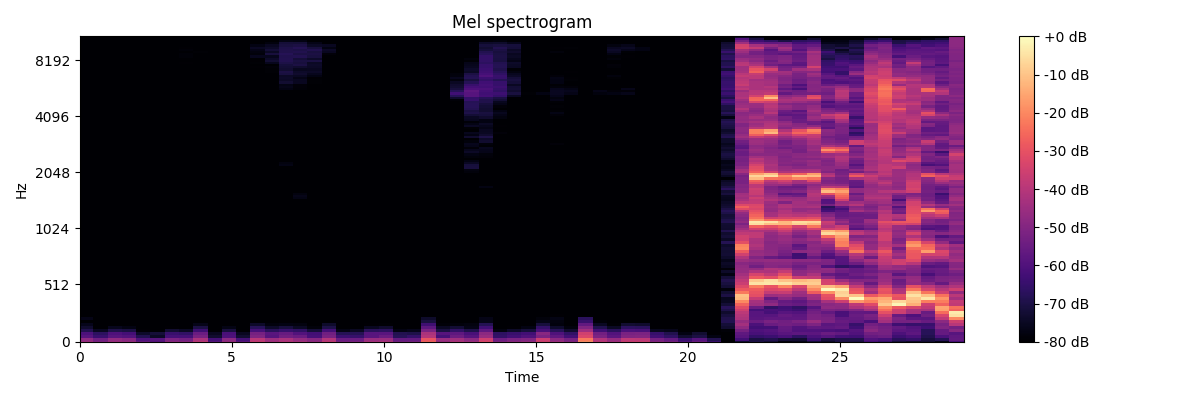 Mel spectrogram
Hz
8192
4096
2048
1024
512
0
0 5 10 15 20 25
Time
+0 dB
-10 dB
-20 dB
-30 dB
-40 dB
-50 dB
-60 dB
-70 dB
-80 dB